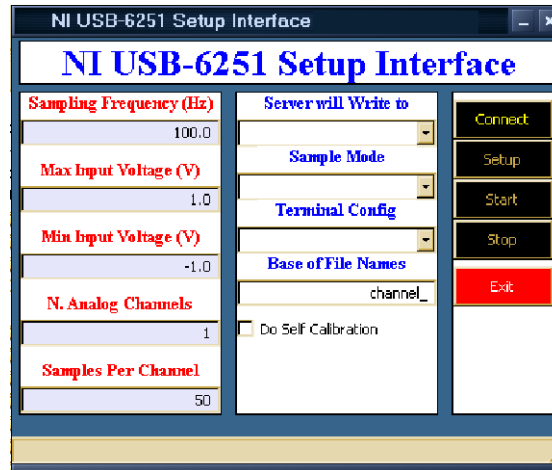 NI USB-6251 Setup Interface
NI USB-6251 Setup Interface
Sampling Frequency (Hz)
100.0
Max Input Voltage (V)
1.0
Min Input Voltage (V)
-1.0
N. Analog Channels
1
Samples Per Channel
50
Server will Write to
Sample Mode
Terminal Config
Base of File Names
channel_
Do Self Calibration
Connect
Setup
Start
Stop
Exit